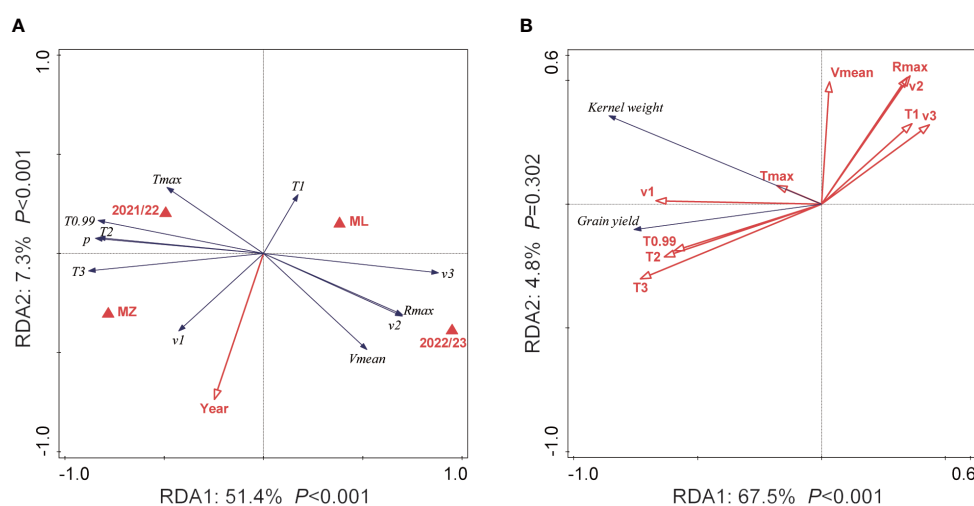 A
1.0
RDA2: 7.3% P<0.001
-1.0
Tmax
T1
2021/22
ML
T0.99
T2
p
T3
v3
MZ
Rmax
v2
v1
2022/23
Vmean
Year
-1.0
1.0
RDA1: 51.4% P<0.001
B
0.6
RDA2: 4.8% P=0.302
-1.0
Vmean
Rmax
v2
Kernel weight
T1 v3
Tmax
v1
Grain yield
T0.99
T2
T3
-1.0
0.6
RDA1: 67.5% P<0.001